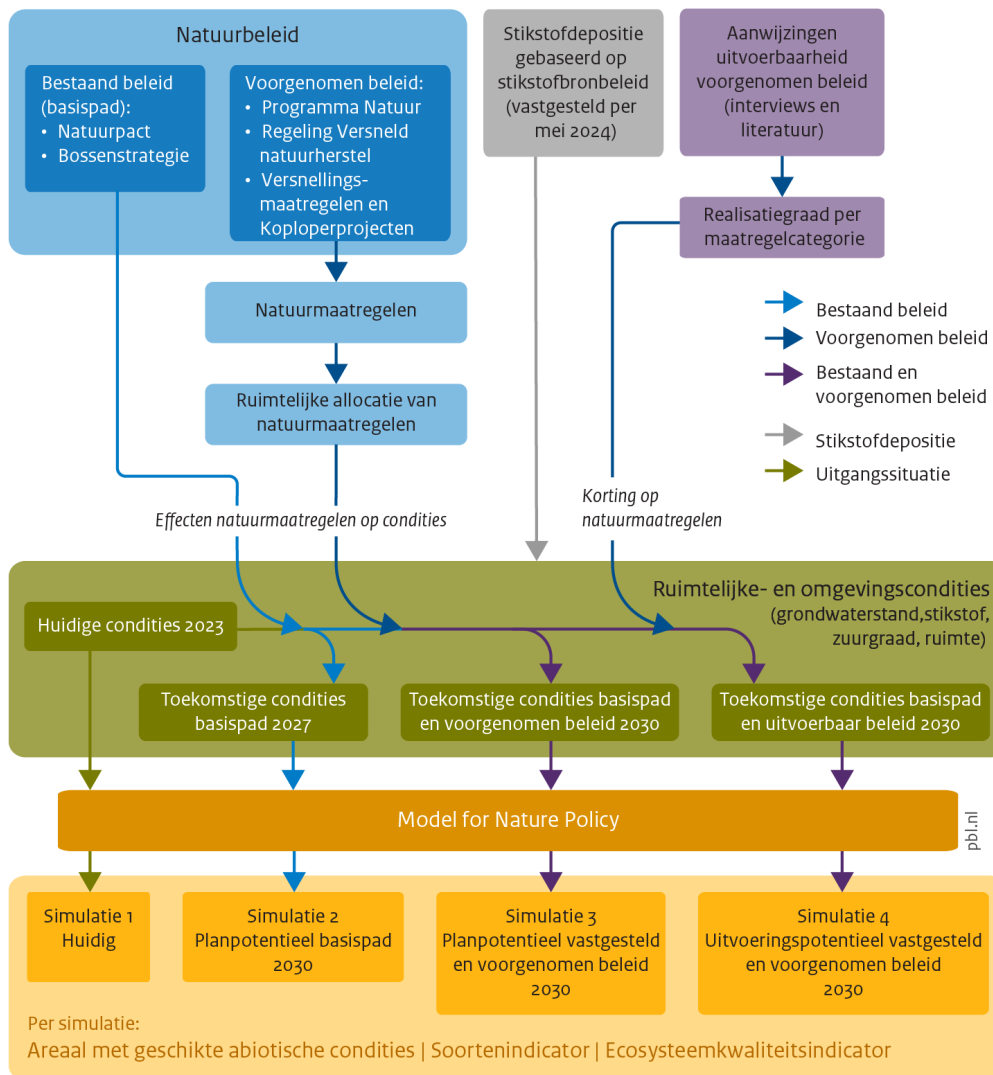 Natuurbeleid
Bestaand beleid
(basispad):
• Natuurpact
• Bossenstrategie
Voorgenomen beleid:
• Programma Natuur
• Regeling Versneld
natuurherstel
• Versnellings-
maatregelen en
Koploperprojecten
Stikstofdepositie
gebaseerd op
stikstofbronbeleid
(vastgesteld per
mei 2024)
Aanwijzingen
uitvoerbaarheid
voorgenomen beleid
(interviews en
literatuur)
Realisatiegraad per
maatregelcategorie
Natuurmaatregelen
Ruimtelijke allocatie van
natuurmaatregelen
Bestaand beleid
Voorgenomen beleid
Bestaand en
voorgenomen beleid
Stikstofdepositie
Uitgangssituatie
Effecten natuurmaatregelen op condities
Korting op
natuurmaatregelen
Ruimtelijke- en omgevingscondities
(grondwaterstand,stikstof,
zuurgraad, ruimte)
Huidige condities 2023
Toekomstige condities
basispad 2027
Toekomstige condities basispad
en voorgenomen beleid 2030
Toekomstige condities basispad
en uitvoerbaar beleid 2030
Model for Nature Policy
pbl.nl
Simulatie 1
Huidig
Simulatie 2
Planpotentieel basispad
2030
Simulatie 3
Planpotentieel vastgesteld
en voorgenomen beleid
2030
Simulatie 4
Uitvoeringspotentieel vastgesteld
en voorgenomen beleid
2030
Per simulatie:
Areaal met geschikte abiotische condities | Soortenindicator | Ecosysteemkwaliteitsindicator